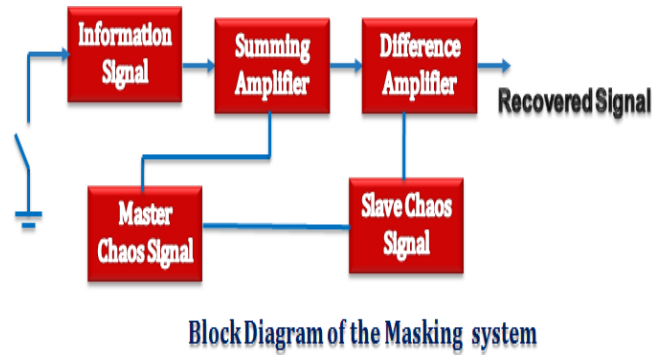 Information
Signal
Summing
Amplifier
Difference
Amplifier
Recovered Signal
Master
Chaos Signal
Slave Chaos
Signal
Block Diagram of the Masking system